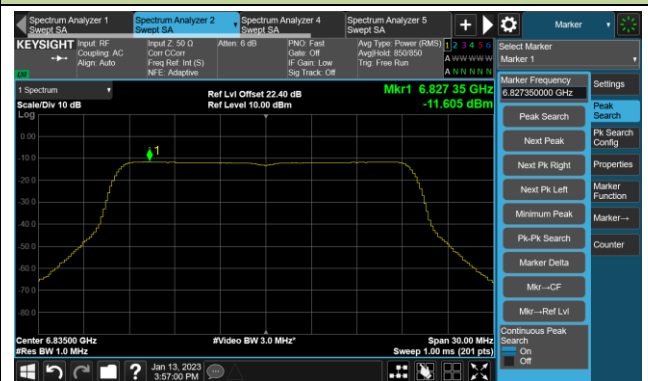 Spectrum Analyzer 1
Swept SA
Spectrum Analyzer 2
Swept SA
Spectrum Analyzer 4
Swept SA
Spectrum Analyzer 5
Swept SA
+
Marker
KEYSIGHT
Input: RF
Coupling: AC
Align: Auto
Input Z: 50 Ω
Corr CCorr
Freq Ref: Int (S)
NFE: Adaptive
Atten: 6 dB
PNO: Fast
Gate: Off
IF Gain: Low
Sig Track: Off
Avg Type: Power (RMS)
Avg|Hold: 850/850
Trig: Free Run
1 2 3 4 5 6
A W W W W W
A N N N N N
Select Marker
Marker 1
1 Spectrum
Scale/Div 10 dB
Log
Ref Lvl Offset 22.40 dB
Ref Level 10.00 dBm
Mkr1 6.827 35 GHz
-11.605 dBm
Marker Frequency
6.827350000 GHz
Peak Search
Next Peak
Next Pk Right
Next Pk Left
Minimum Peak
Pk-Pk Search
Marker Delta
Mkr→CF
Mkr→Ref Lvl
Continuous Peak
Search
On
Off
Settings
Peak
Search
Pk Search
Config
Properties
Marker
Function
Marker→
Counter
0.00
-10.0
-20.0
-30.0
-40.0
-50.0
-60.0
-70.0
-80.0
1
Center 6.83500 GHz
#Res BW 1.0 MHz
#Video BW 3.0 MHz*
Span 30.00 MHz
Sweep 1.00 ms (201 pts)
?
Jan 13, 2023
3:57:00 PM